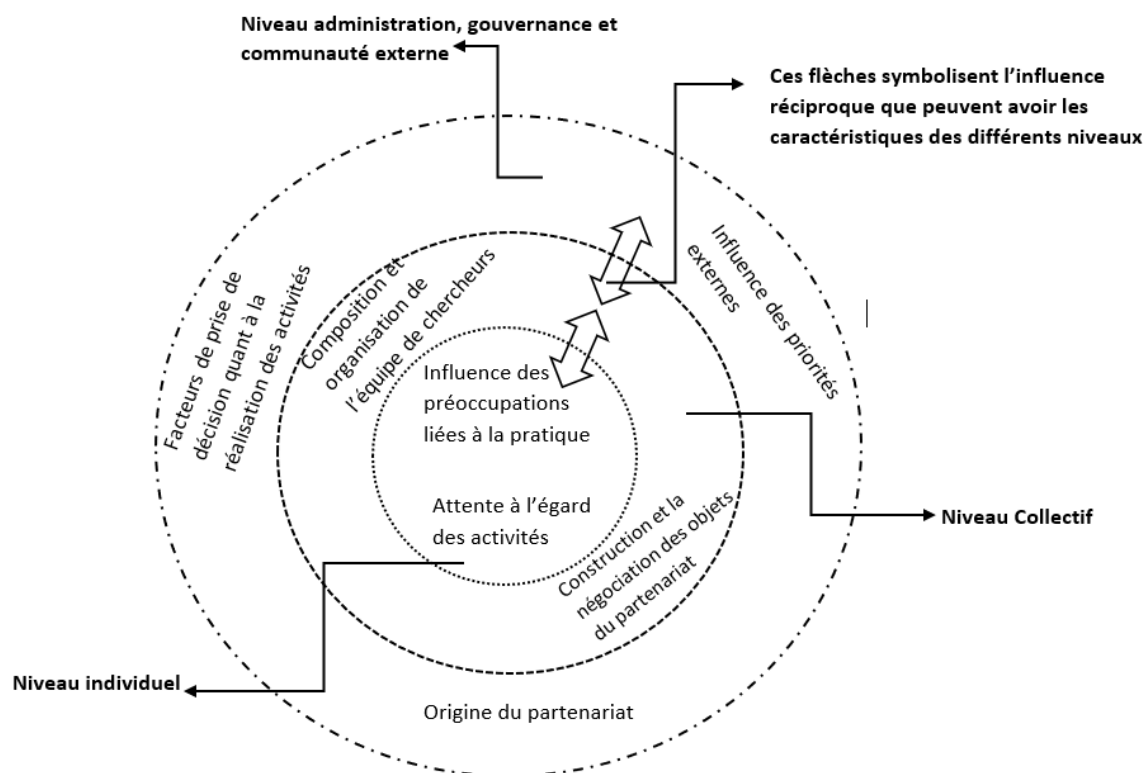 Niveau administration, gouvernance et
communauté externe
Ces flèches symbolisent l’influence
réciproque que peuvent avoir les
caractéristiques des différents niveaux
Facteurs de prise de
décision quant à la
réalisation des activités
Composition et
organisation de
l’équipe de chercheurs
Influence des priorités
externes
Influence des
préoccupations
liées à la pratique
Attente à l’égard
des activités
Construction et la
négociation des objets
du partenariat
Niveau Collectif
Niveau individuel
Origine du partenariat